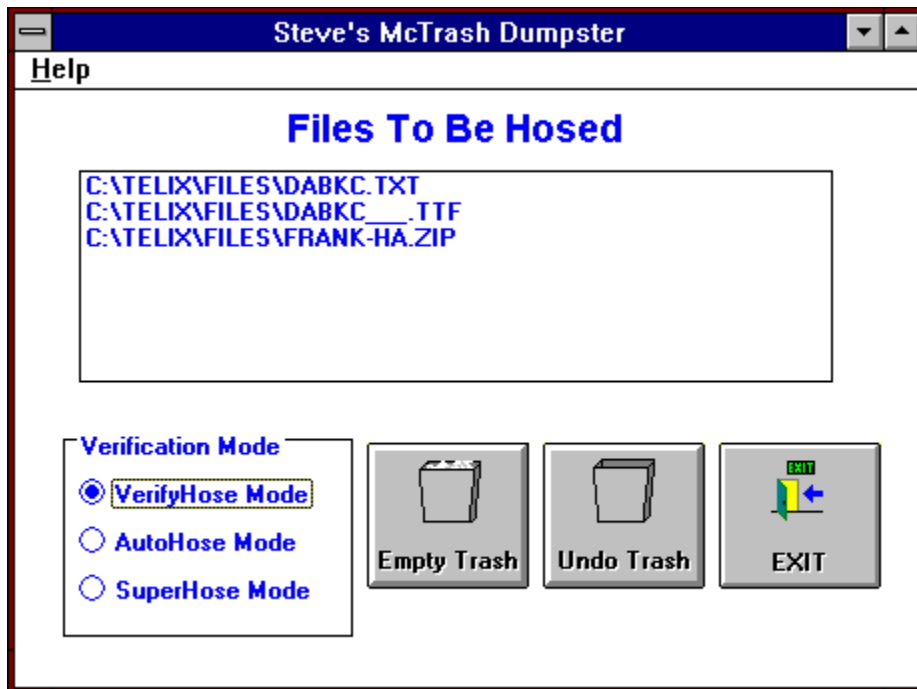 Steve's McTrash Dumpster
Help
Files To Be Hosed
C:\TELIX\FILES\DABKC.TXT
C:\TELIX\FILES\DABKC___.TTF
C:\TELIX\FILES\FRANK-HA.ZIP
Verification Mode
VerifyHose Mode
AutoHose Mode
SuperHose Mode
Empty Trash
Undo Trash
EXIT
EXIT